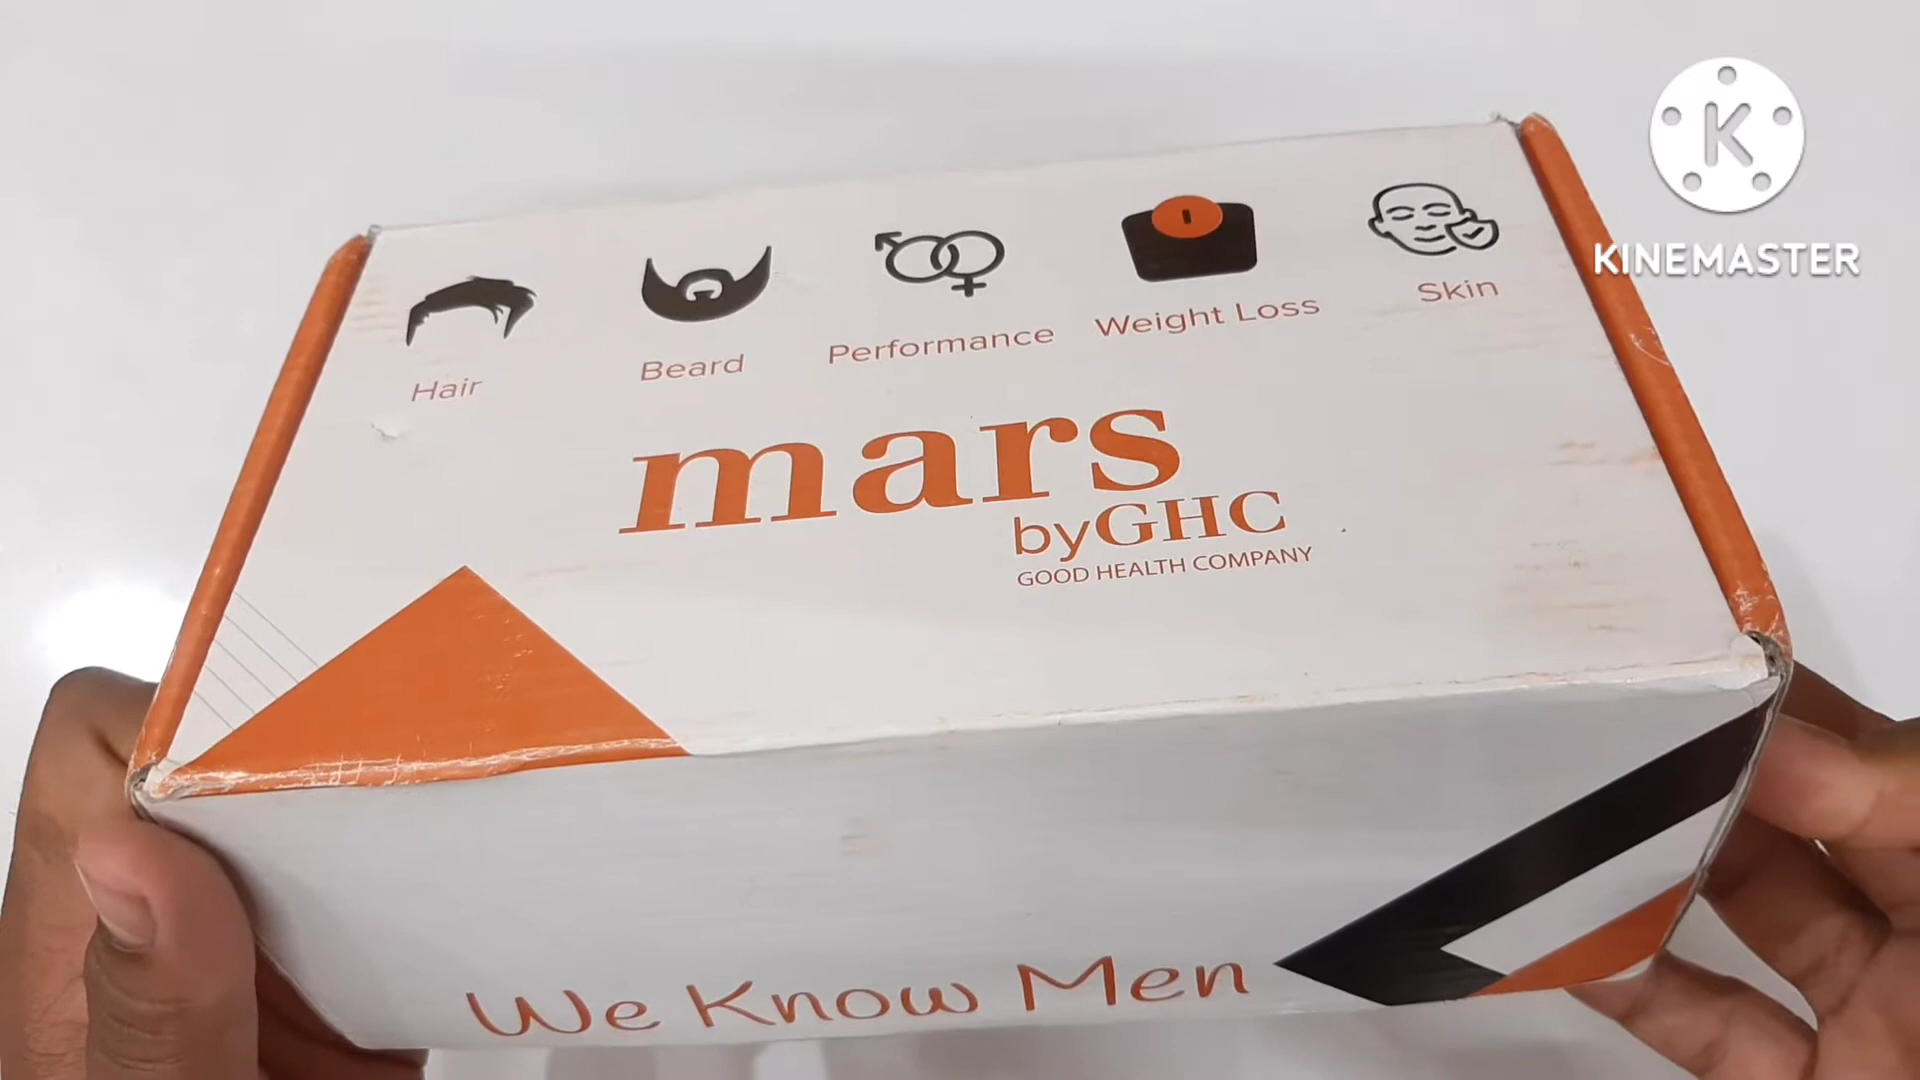 K
KINEMASTER
Hair
Beard
Performance
Weight Loss
Skin
mars
byGHC
GOOD HEALTH COMPANY
We Know Men